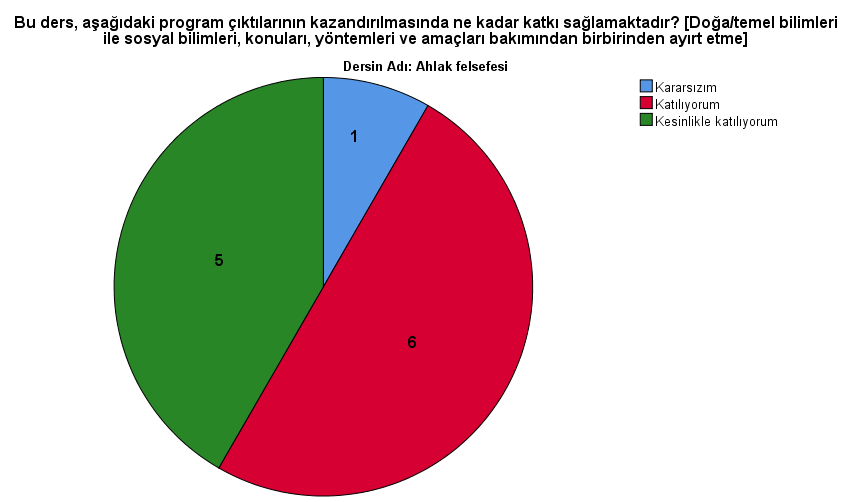 Bu ders, aşağıdaki program çıktılarının kazandırılmasında ne kadar katkı sağlamaktadır? [Doğa/temel bilimleri
ile sosyal bilimleri, konuları, yöntemleri ve amaçları bakımından birbirinden ayırt etme]
Dersin Adı: Ahlak felsefesi
Kararsızım
Katılıyorum
Kesinlikle katılıyorum
1
5
6